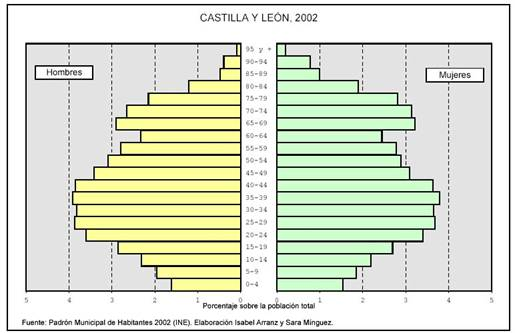 CASTILLA Y LEÓN, 2002
Hombres
Mujeres
95 y +
90-94
85-89
80-84
75-79
70-74
65-69
60-64
55-59
50-54
45-49
40-44
35-39
30-34
25-29
20-24
15-19
10-14
5-9
0-4
5 4 3 2 1 0 0 1 2 3 4 5
Porcentaje sobre la población total
Fuente: Padrón Municipal de Habitantes 2002 (INE). Elaboración Isabel Arranz y Sara Mínguez.